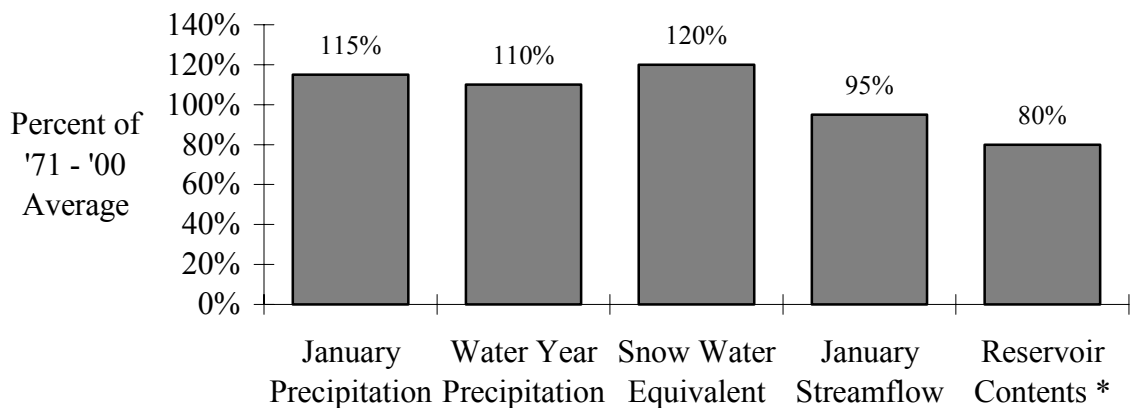 140%
120%
100%
80%
60%
40%
20%
0%
Percent of
'71 - '00
Average
115%
110%
120%
95%
80%
January
Precipitation
Water Year
Precipitation
Snow Water
Equivalent
January
Streamflow
Reservoir
Contents *